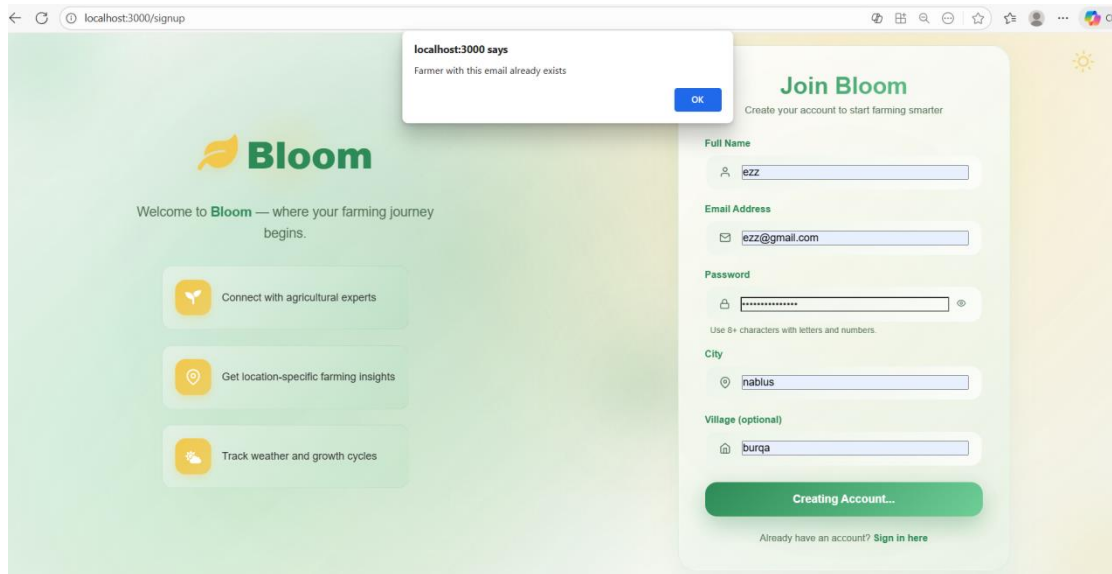 localhost:3000/signup
localhost:3000 says
Farmer with this email already exists
OK
Bloom
Welcome to Bloom — where your farming journey
begins.
Connect with agricultural experts
Get location-specific farming insights
Track weather and growth cycles
Join Bloom
Create your account to start farming smarter
Full Name
ezz
Email Address
ezz@gmail.com
Password
•••••••••••••••
Use 8+ characters with letters and numbers.
City
nablus
Village (optional)
burqa
Creating Account...
Already have an account? Sign in here